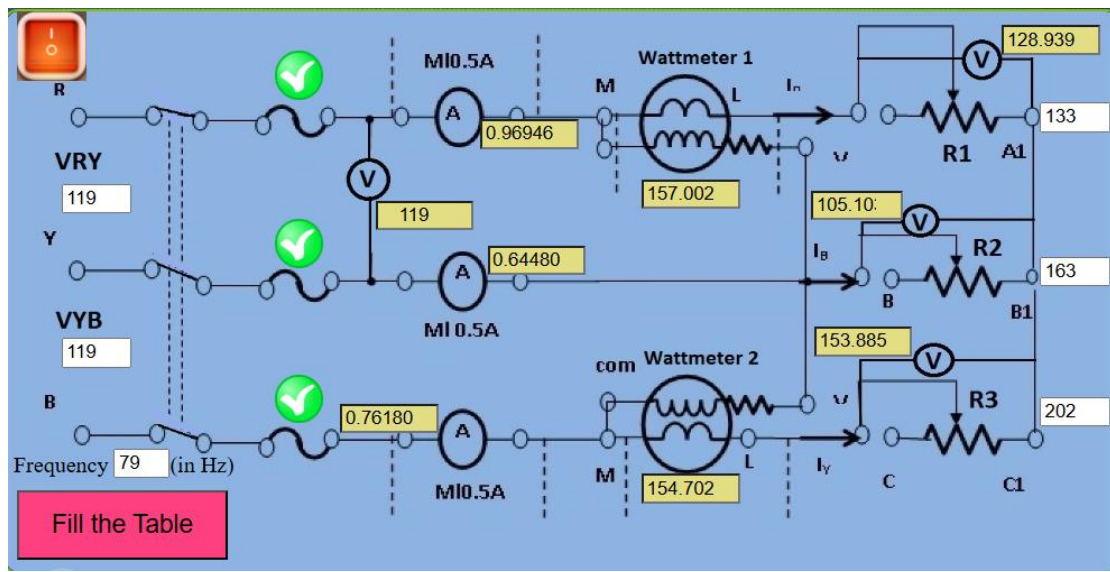 I
O
R
MI0.5A
Wattmeter 1
128.939
M
L
A
0.96946
V
133
R1
A1
VRY
119
V
157.002
V
119
105.10
V
Y
R2
0.64480
A
IB
163
B
B1
MI 0.5A
VYB
119
153.885
V
com
Wattmeter 2
B
0.76180
A
V
R3
202
Frequency 79 (in Hz)
M
L
IY
C
C1
MI0.5A
154.702
Fill the Table